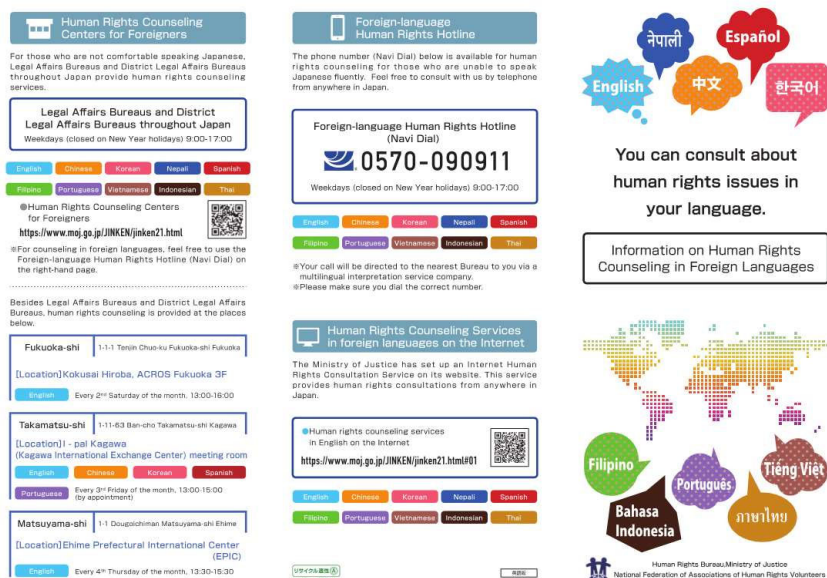 Human Rights Counseling
Centers for Foreigners
For those who are not comfortable speaking Japanese,
Legal Affairs Bureaus and District Legal Affairs Bureaus
throughout Japan provide human rights counseling
services.
Legal Affairs Bureaus and District
Legal Affairs Bureaus throughout Japan
Weekdays (closed on New Year holidays) 9:00-17:00
English Chinese Korean Nepali Spanish
Filipino Portuguese Vietnamese Indonesian Thai
●Human Rights Counseling Centers
for Foreigners
https://www.moj.go.jp/JINKEN/jinken21.html
※For counseling in foreign languages, feel free to use the
Foreign-language Human Rights Hotline (Navi Dial) on
the right-hand page.
Besides Legal Affairs Bureaus and District Legal Affairs
Bureaus, human rights counseling is provided at the places
below.
Fukuoka-shi 1-1-1 Tenjin Chuo-ku Fukuoka-shi Fukuoka
[Location]Kokusai Hiroba, ACROS Fukuoka 3F
English Every 2nd Saturday of the month, 13:00-16:00
Takamatsu-shi 1-11-63 Ban-cho Takamatsu-shi Kagawa
[Location]I - pal Kagawa
(Kagawa International Exchange Center) meeting room
English Chinese Korean Spanish
Portuguese Every 3rd Friday of the month, 13:00-15:00
(by appointment)
Matsuyama-shi 1-1 Dougoichiman Matsuyama-shi Ehime
[Location]Ehime Prefectural International Center
(EPIC)
English Every 4th Thursday of the month, 13:30-15:30
Foreign-language
Human Rights Hotline
The phone number (Navi Dial) below is available for human
rights counseling for those who are unable to speak
Japanese fluently. Feel free to consult with us by telephone
from anywhere in Japan.
Foreign-language Human Rights Hotline
(Navi Dial)
0570-090911
Weekdays (closed on New Year holidays) 9:00-17:00
English Chinese Korean Nepali Spanish
Filipino Portuguese Vietnamese Indonesian Thai
※Your call will be directed to the nearest Bureau to you via a
multilingual interpretation service company.
※Please make sure you dial the correct number.
Human Rights Counseling Services
in foreign languages on the Internet
The Ministry of Justice has set up an Internet Human
Rights Consultation Service on its website. This service
provides human rights consultations from anywhere in
Japan.
●Human rights counseling services
in English on the Internet
https://www.moj.go.jp/JINKEN/jinken21.html#01
English Chinese Korean Nepali Spanish
Filipino Portuguese Vietnamese Indonesian Thai
リサイクル適性Ⓐ
英語版
नेपाली
Español
English
中文
한국어
You can consult about
human rights issues in
your language.
Information on Human Rights
Counseling in Foreign Languages
Filipino
Português
Tiếng Việt
Bahasa
Indonesia
ภาษาไทย
Human Rights Bureau,Ministry of Justice
National Federation of Associations of Human Rights Volunteers